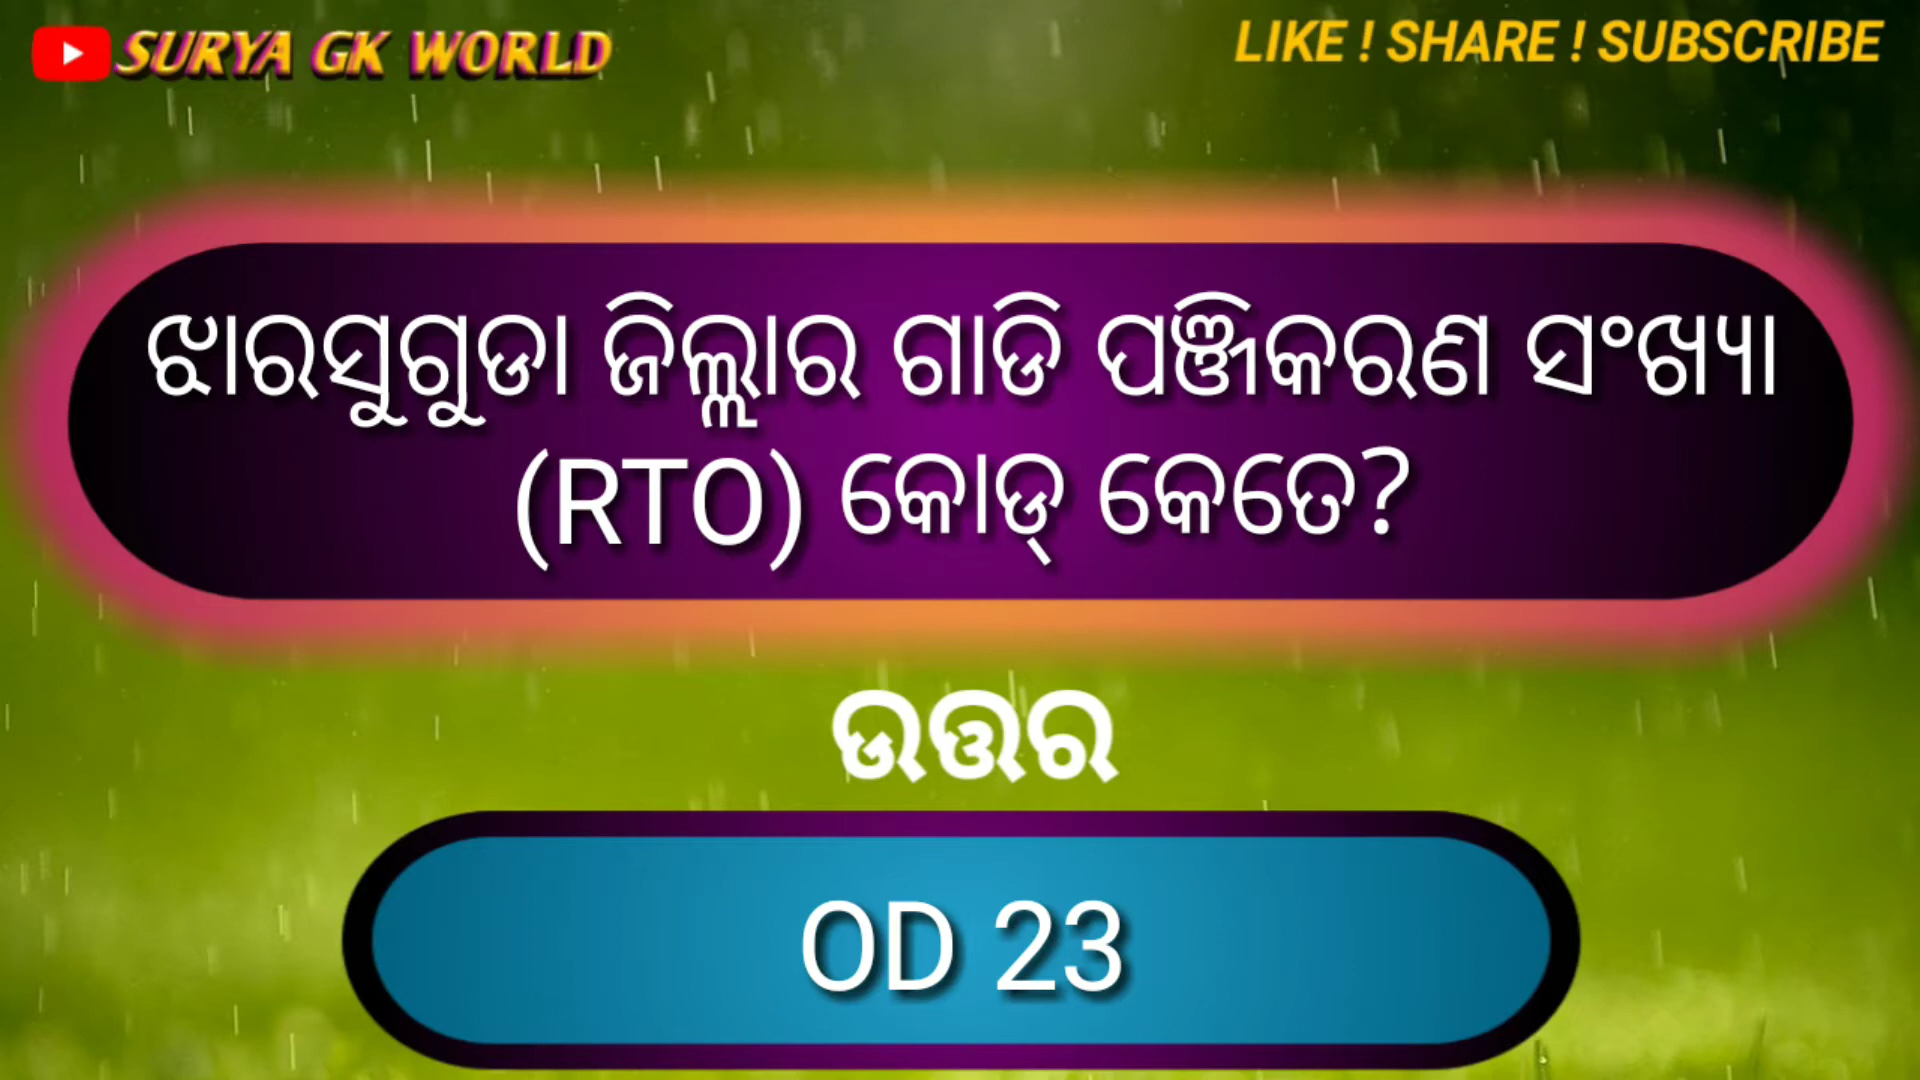 SURYA GK WORLD
LIKE ! SHARE ! SUBSCRIBE
ଝାରସୁଗୁଡା ଜିଲ୍ଲାର ଗାଡି ପଞ୍ଜିକରଣ ସଂଖ୍ୟା
(RTO) କୋଡ୍ କେତେ?
ଉତ୍ତର
OD 23